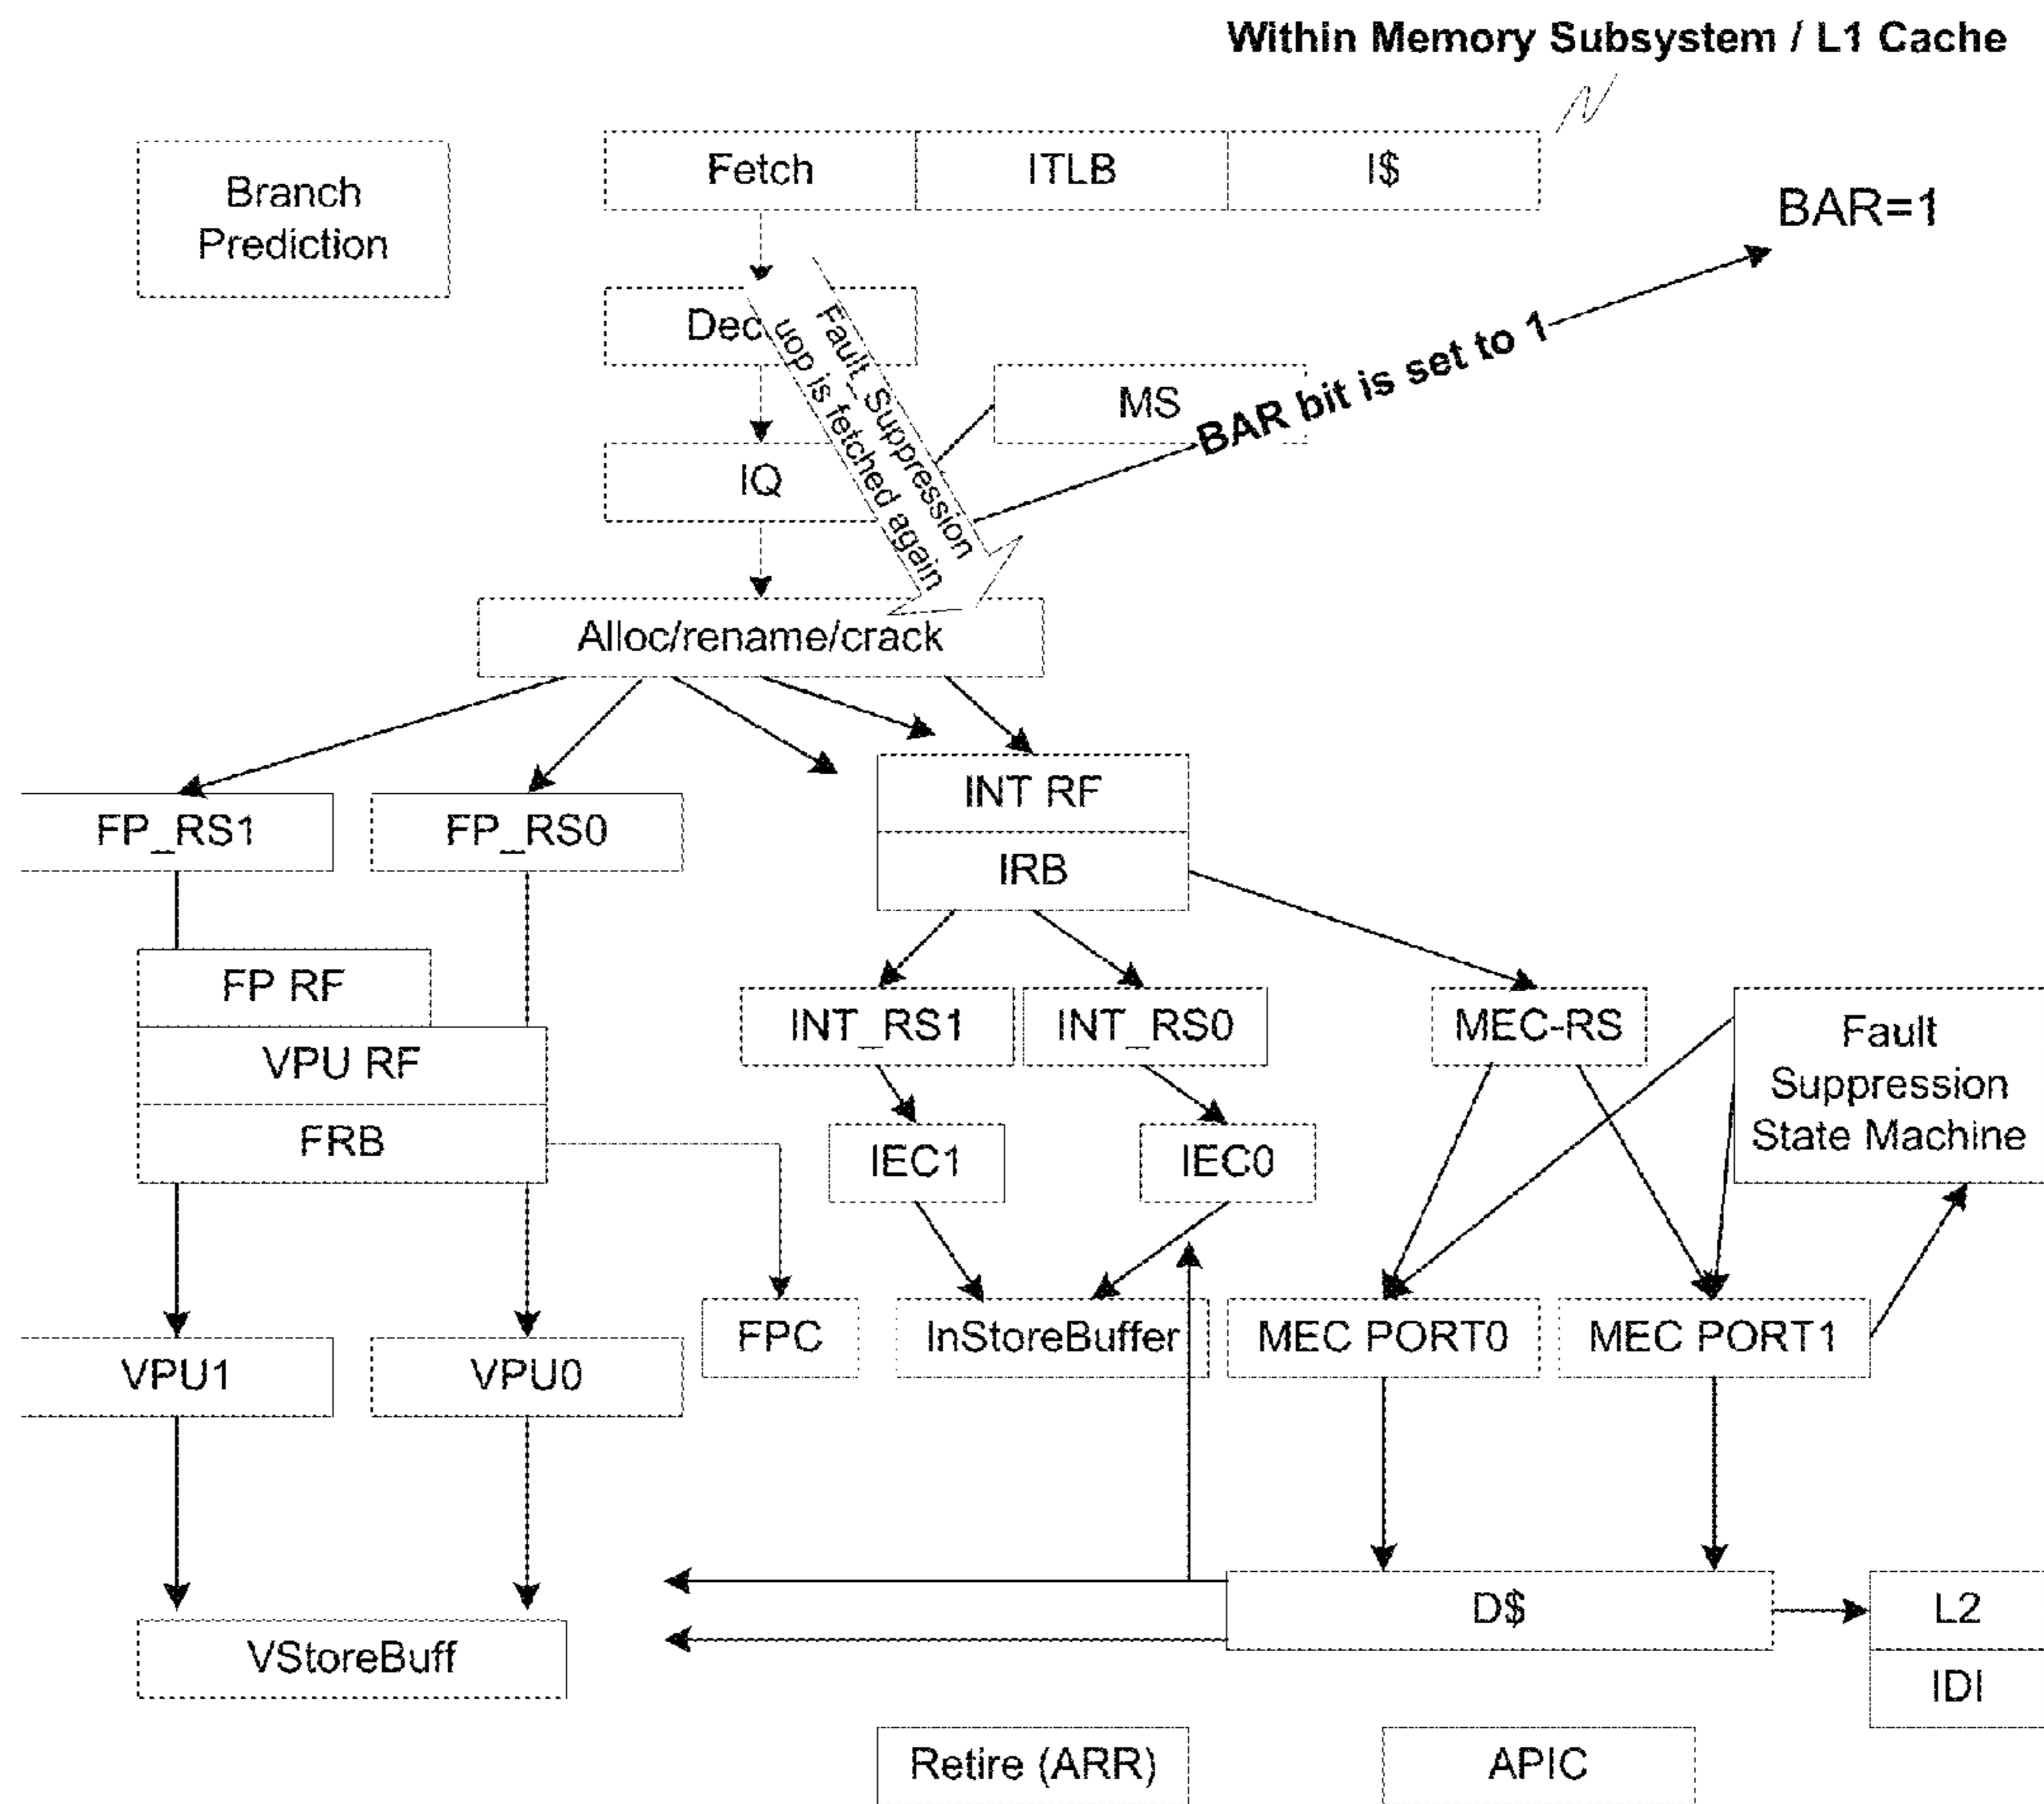 Within Memory Subsystem / L1 Cache
Branch
Prediction
Fetch
ITLB
I$
BAR=1
Dec
Fault_Suppression
uop is fetched again
MS
BAR bit is set to 1
IQ
Alloc/rename/crack
FP_RS1
FP_RS0
INT RF
IRB
FP RF
VPU RF
FRB
INT_RS1
INT_RS0
MEC-RS
Fault
Suppression
State Machine
IEC1
IEC0
VPU1
VPU0
FPC
InStoreBuffer
MEC PORT0
MEC PORT1
VStoreBuff
D$
L2
IDI
Retire (ARR)
APIC